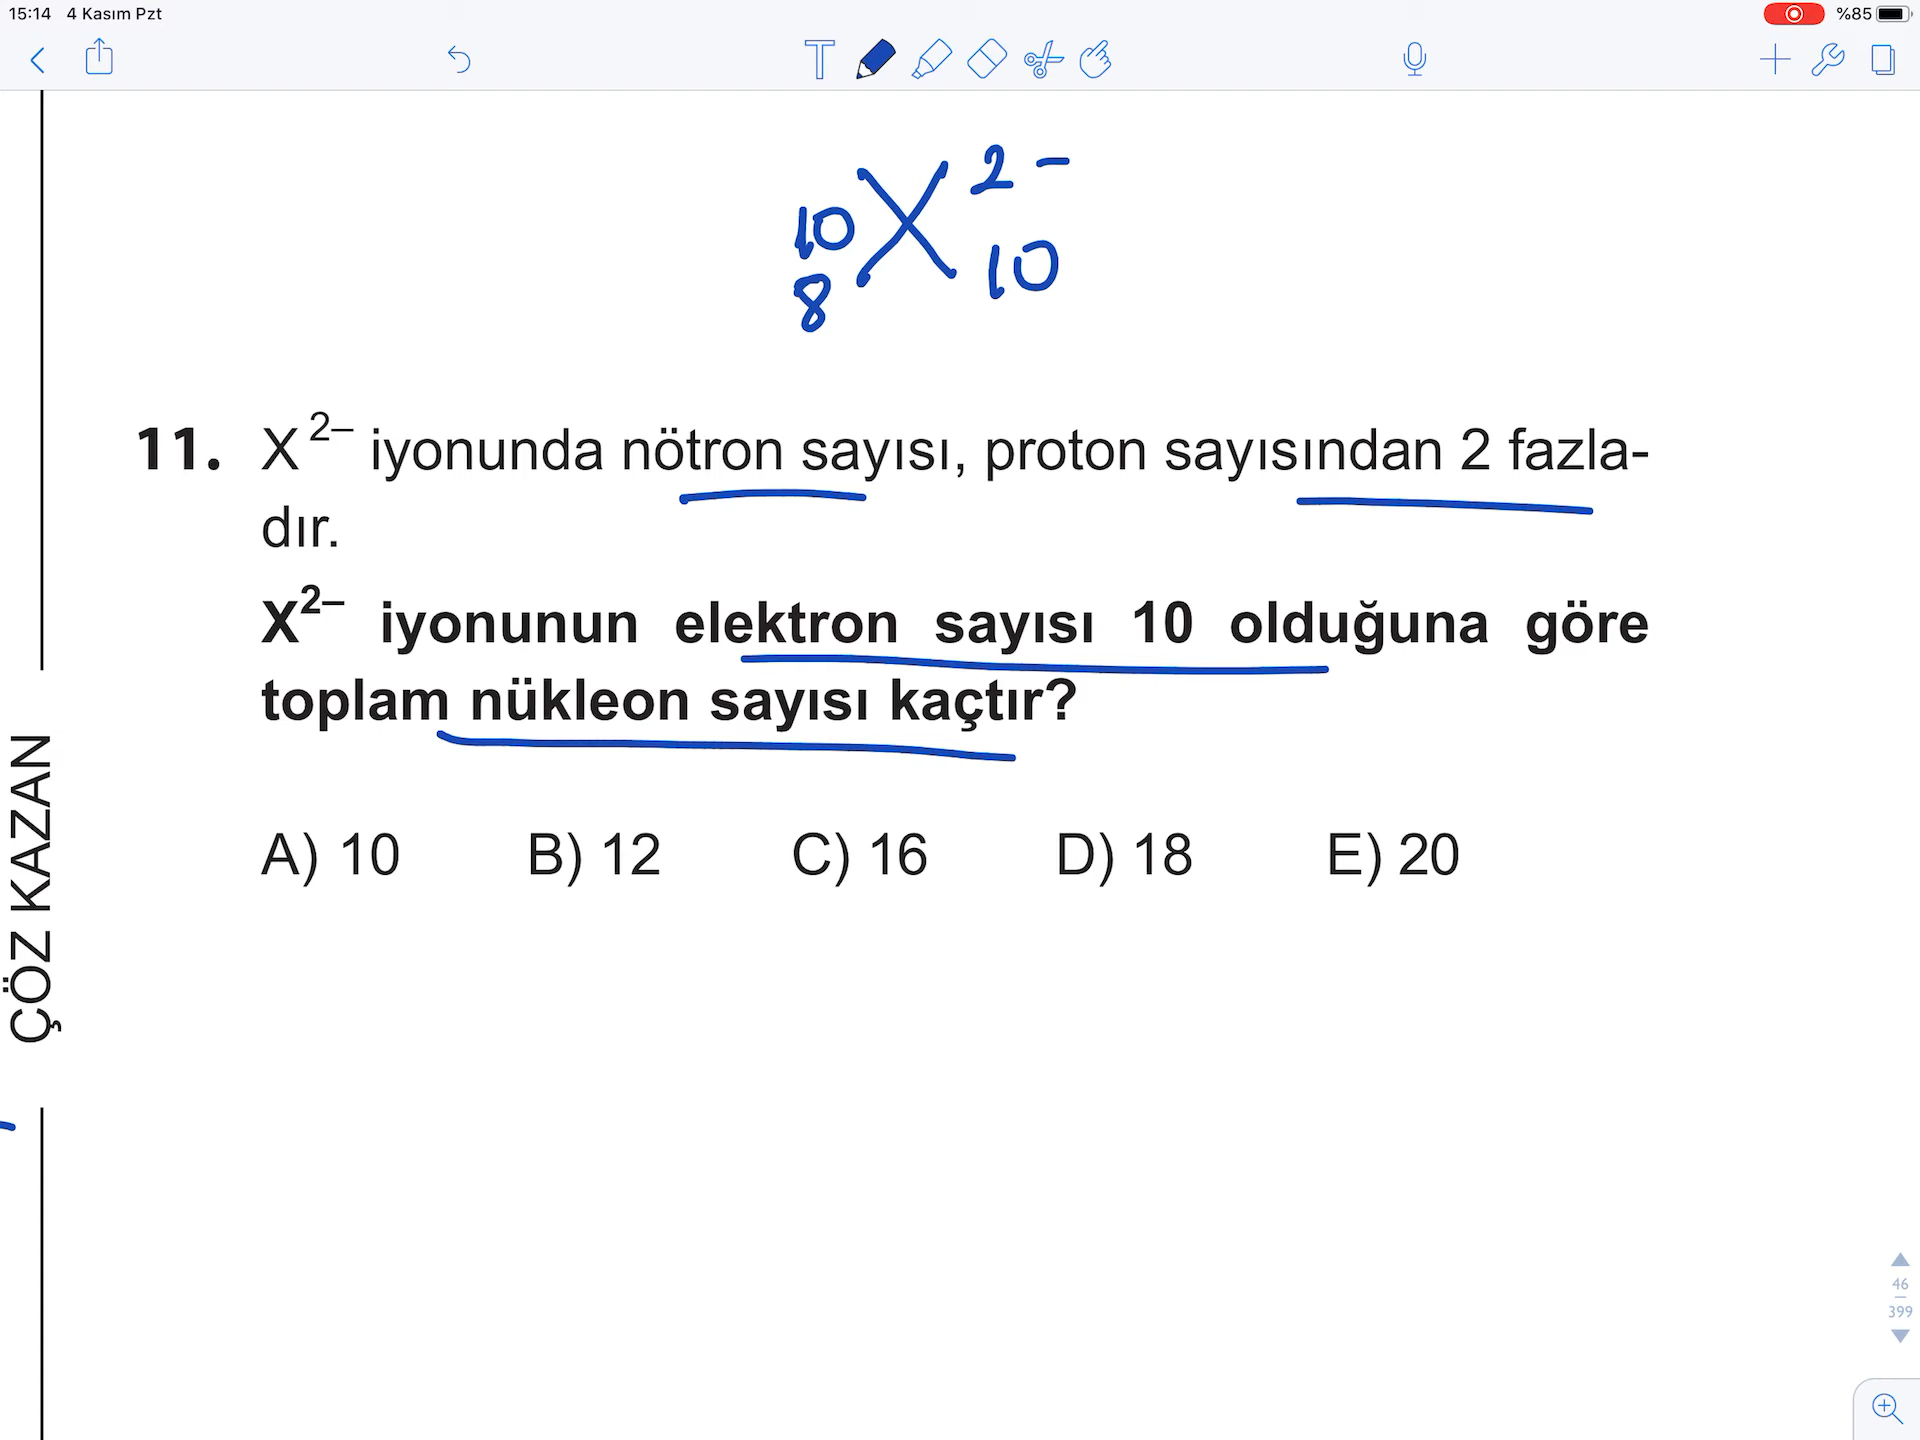 15:14 4 Kasım Pzt
%85
T
X 2-
10
8
10
11. X2– iyonunda nötron sayısı, proton sayısından 2 fazla-
dır.
X2– iyonunun elektron sayısı 10 olduğuna göre
toplam nükleon sayısı kaçtır?
A) 10 B) 12 C) 16 D) 18 E) 20
ÇÖZ KAZAN
46
399